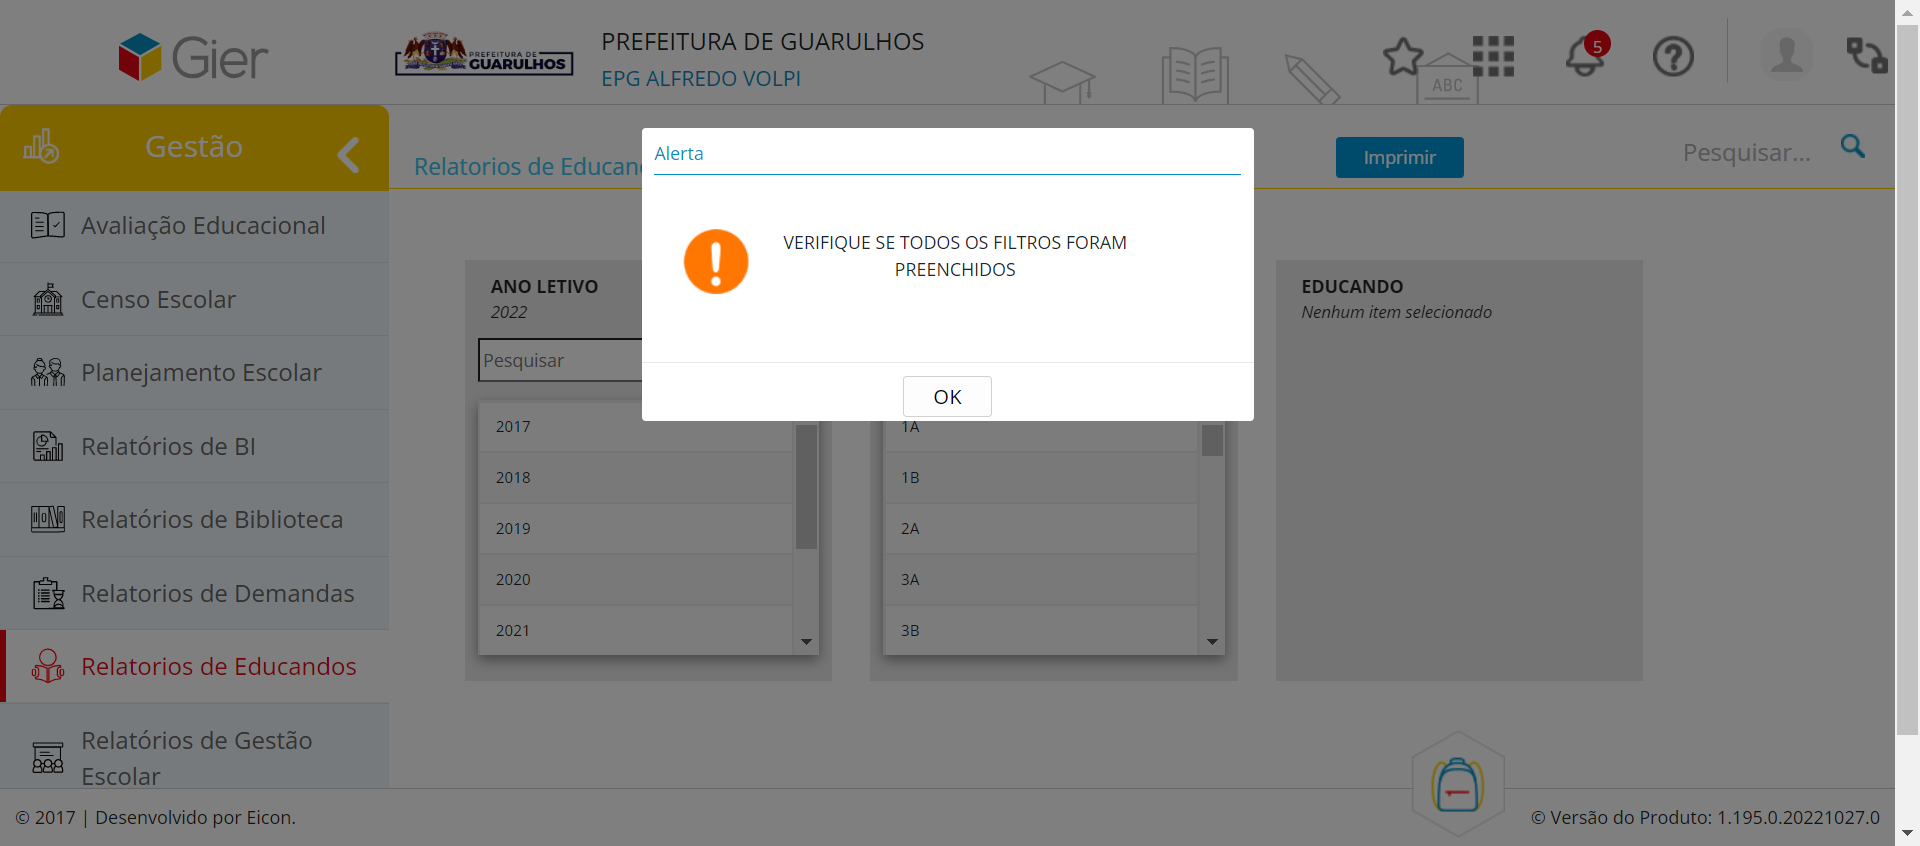 Gier
PREFEITURA DE
GUARULHOS
PREFEITURA DE GUARULHOS
EPG ALFREDO VOLPI
ABC
5
Gestão
Relatorios de Educan
Imprimir
Pesquisar...
Alerta
VERIFIQUE SE TODOS OS FILTROS FORAM
PREENCHIDOS
OK
Avaliação Educacional
Censo Escolar
Planejamento Escolar
Relatórios de BI
Relatórios de Biblioteca
Relatorios de Demandas
Relatorios de Educandos
Relatórios de Gestão
Escolar
ANO LETIVO
2022
Pesquisar
2017
2018
2019
2020
2021
1A
1B
2A
3A
3B
EDUCANDO
Nenhum item selecionado
© 2017 | Desenvolvido por Eicon.
© Versão do Produto: 1.195.0.20221027.0